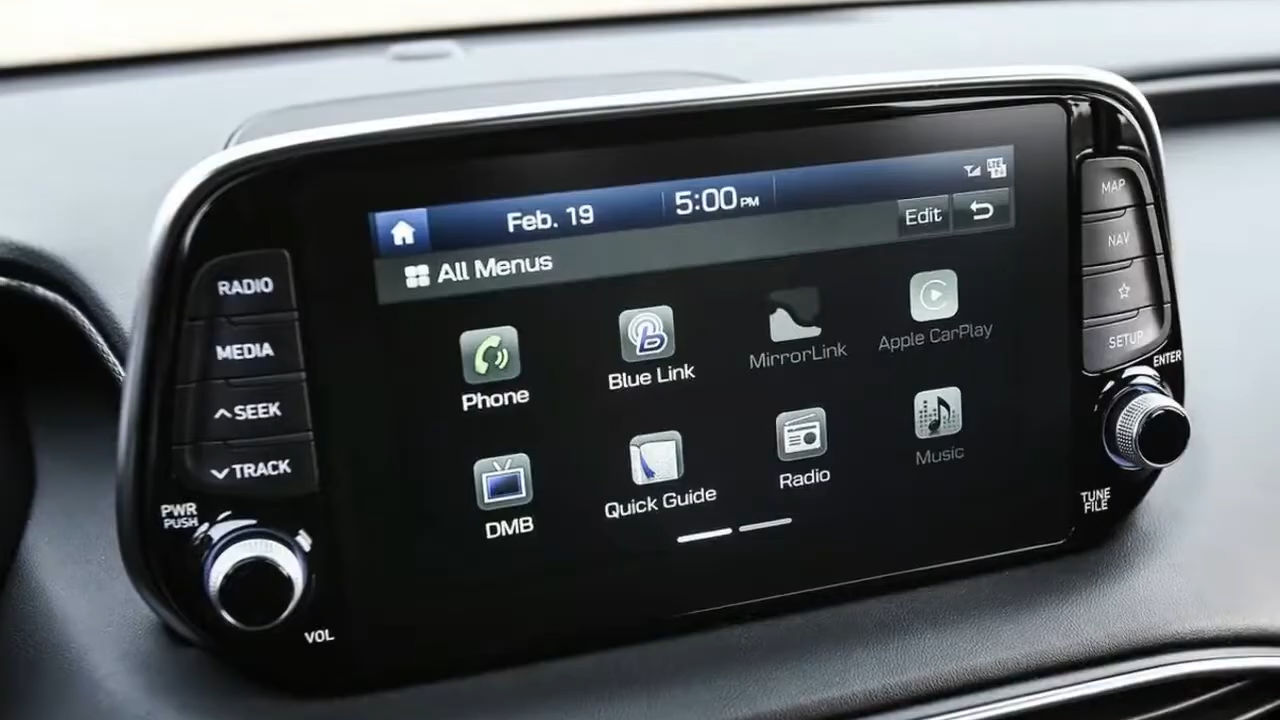 Feb. 19
5:00 PM
LTE
Edit
All Menus
Phone
Blue Link
MirrorLink
Apple CarPlay
DMB
Quick Guide
Radio
Music
RADIO
MEDIA
SEEK
TRACK
PWR
PUSH
VOL
MAP
NAV
SETUP
ENTER
TUNE
FILE